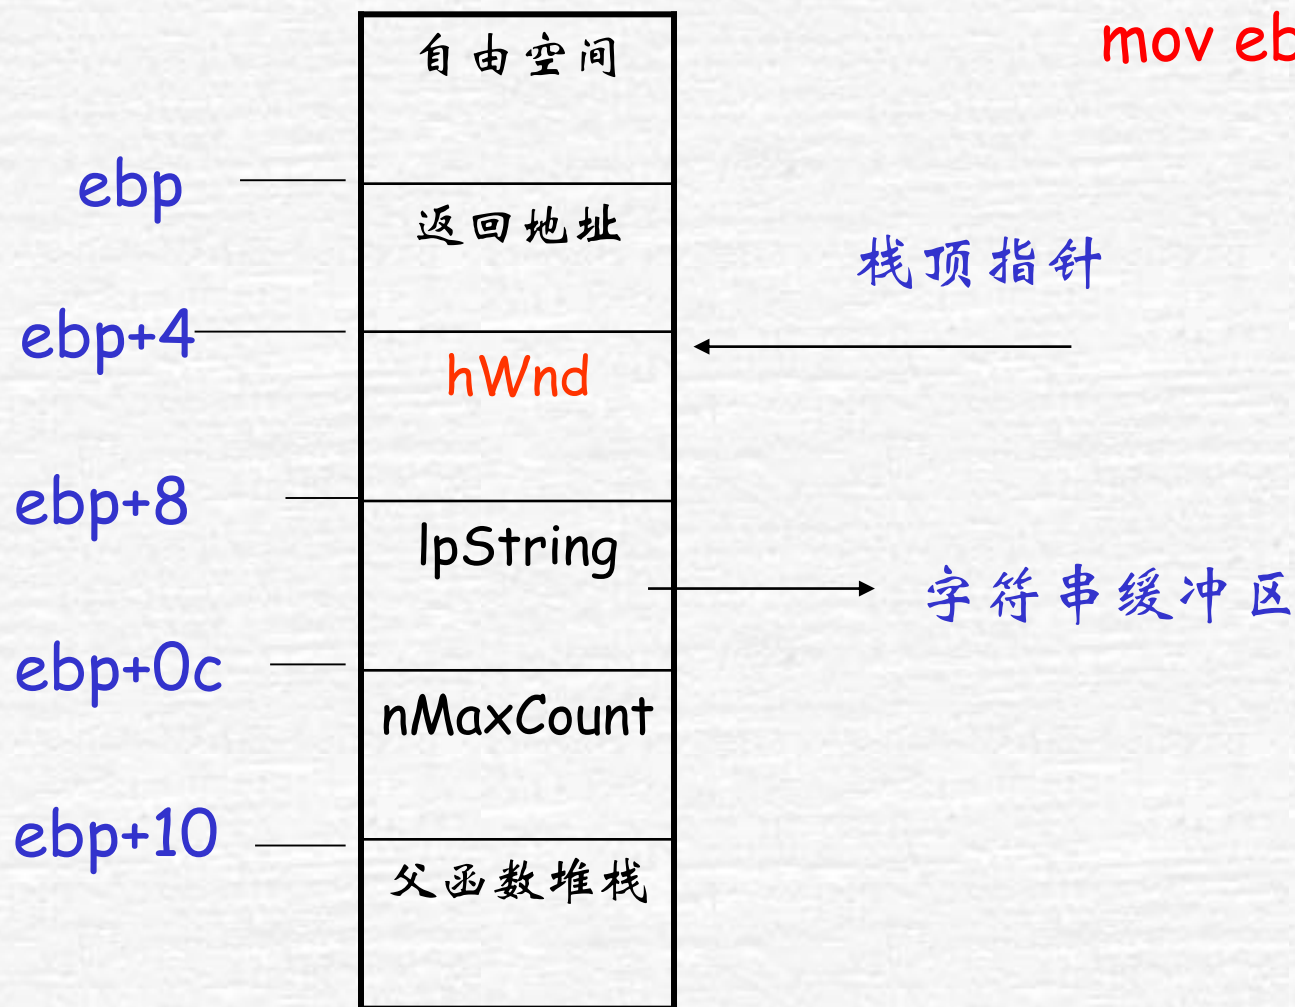 mov eb
自由空间
ebp
返回地址
栈顶指针
ebp+4
hWnd
ebp+8
lpString
字符串缓冲区
ebp+0c
nMaxCount
ebp+10
父函数堆栈